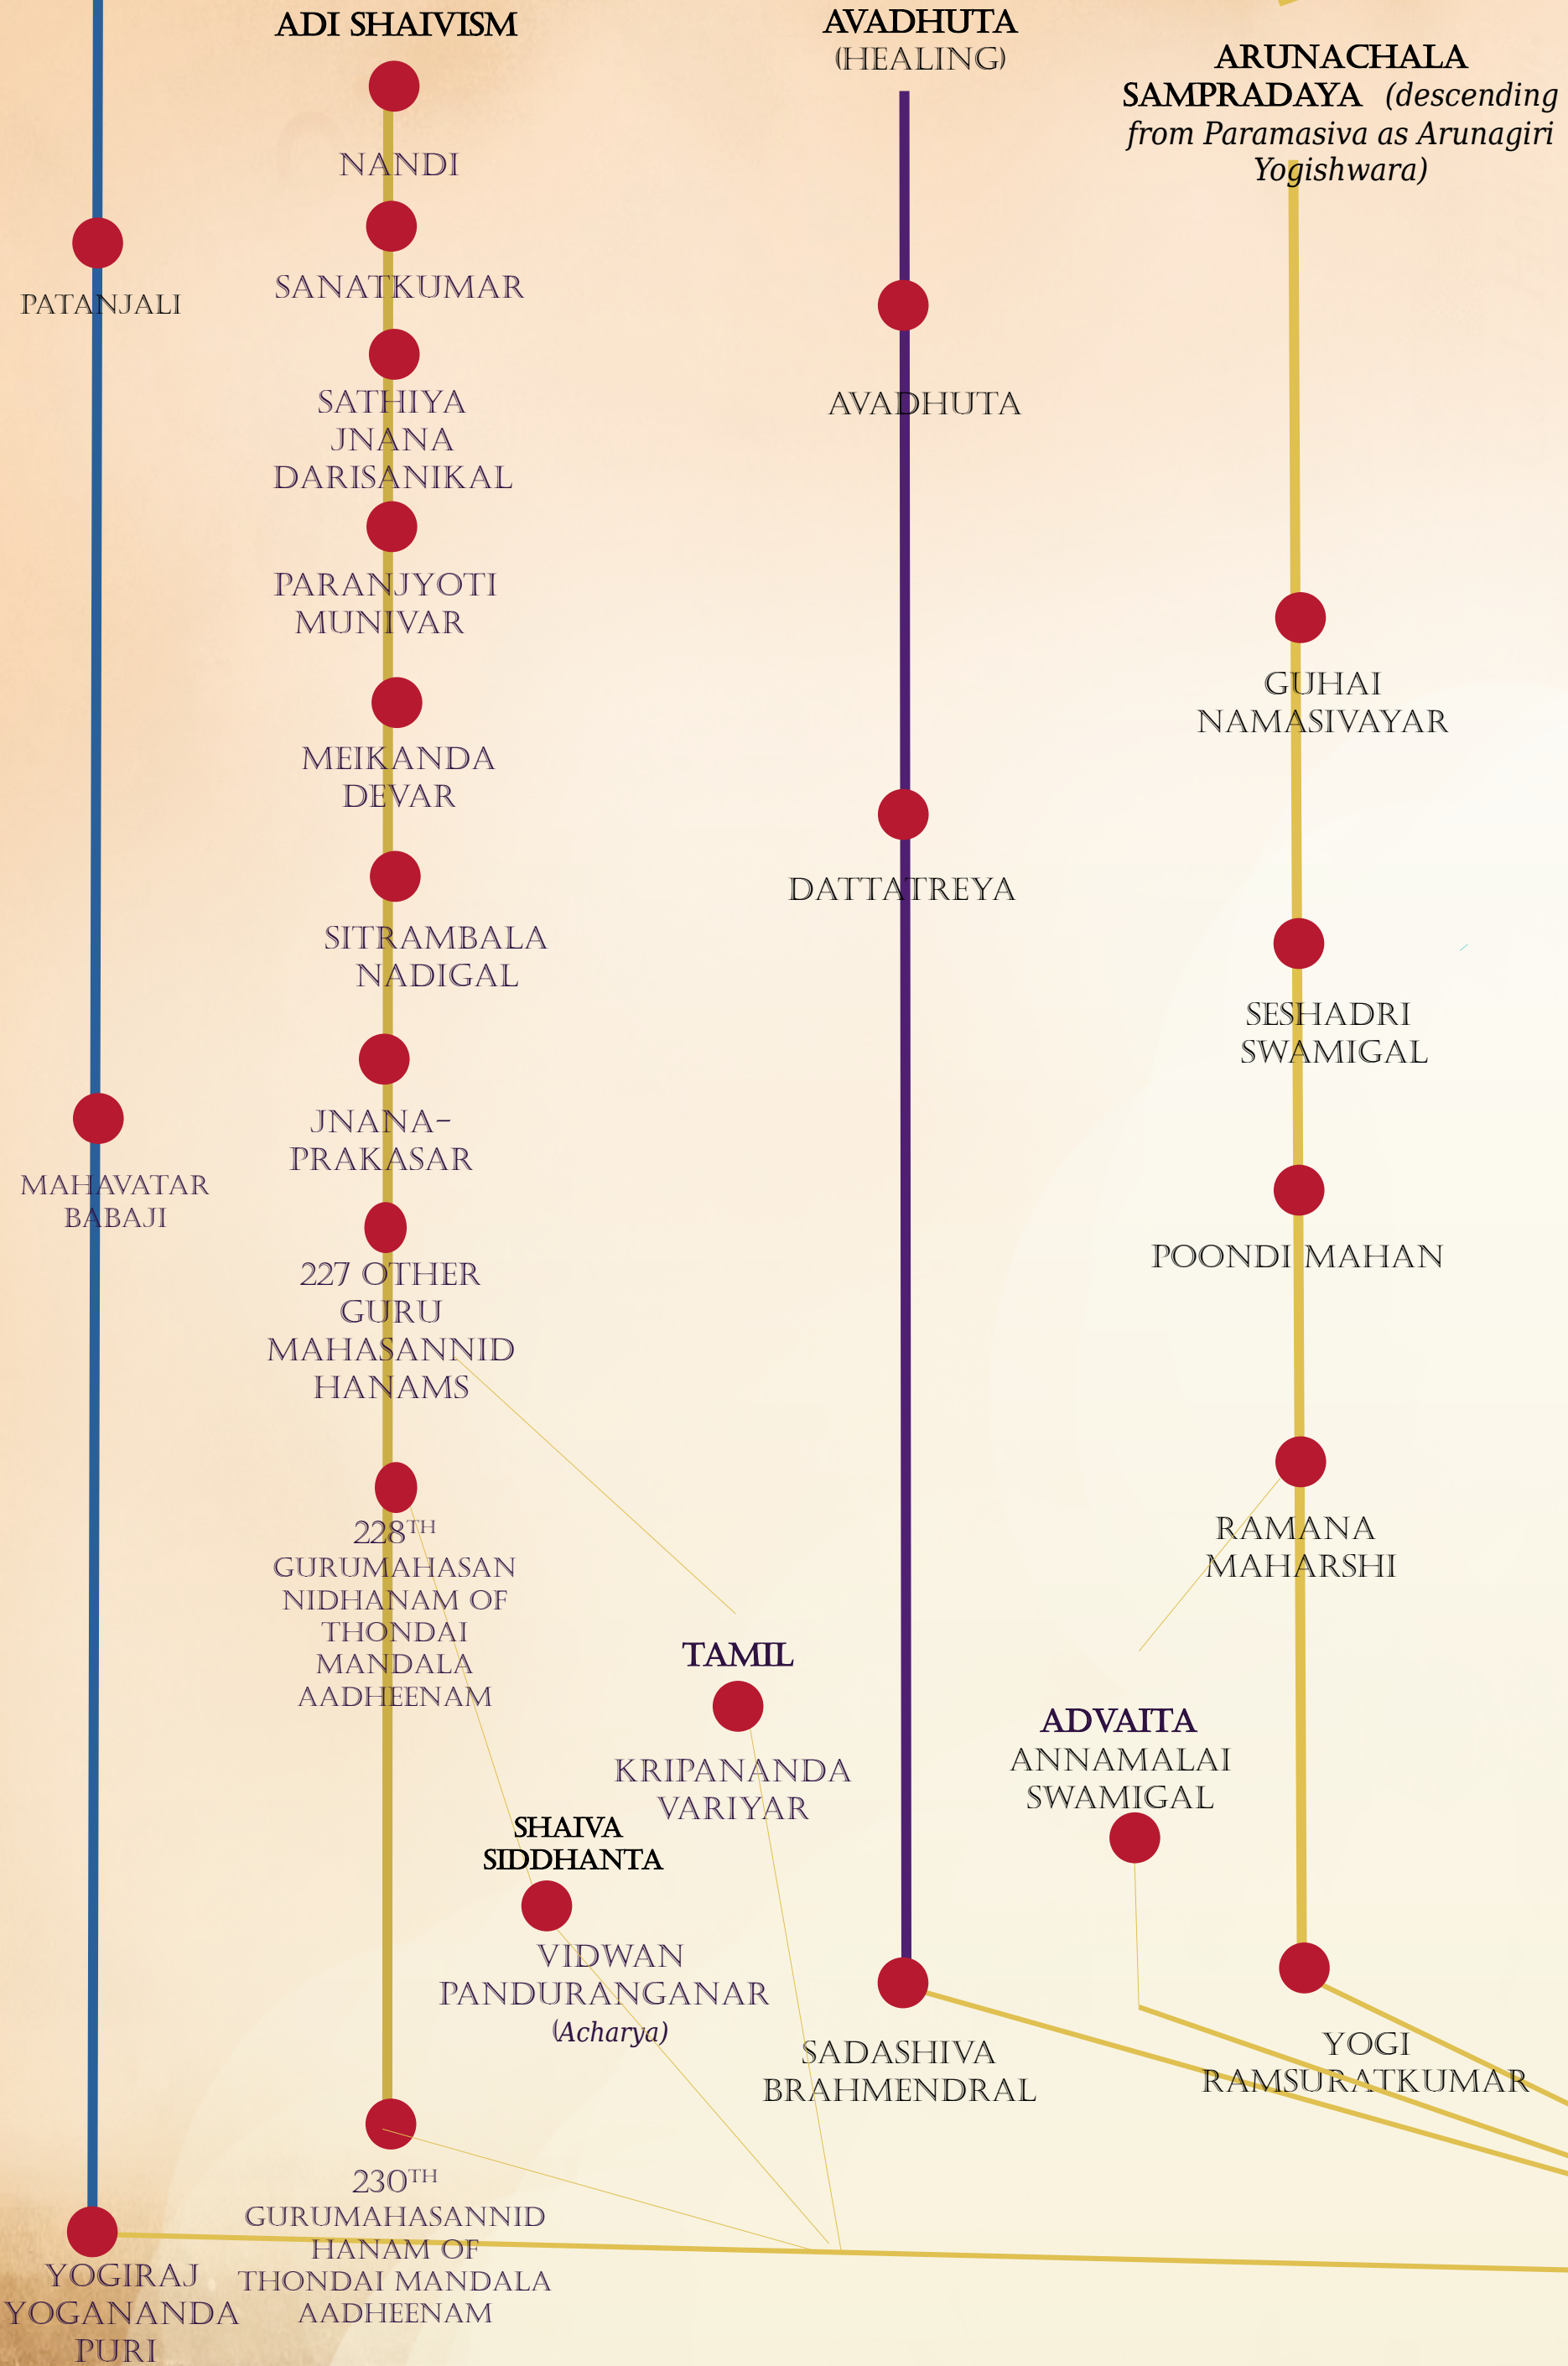 ADI SHAIVISM
NANDI
SANATKUMAR
SATHIYA
JNANA
DARISANIKAL
PARANJYOTI
MUNIVAR
MEIKANDA
DEVAR
SITRAMBALA
NADIGAL
JNANA-
PRAKASAR
227 OTHER
GURU
MAHASANNID
HANAMS
228TH
GURUMAHASAN
NIDHANAM OF
THONDAI
MANDALA
AADHEENAM
230TH
GURUMAHASANNID
HANAM OF
THONDAI MANDALA
AADHEENAM
PATANJALI
MAHAVATAR
BABAJI
YOGIRAJ
YOGANANDA
PURI
SHAIVA
SIDDHANTA
VIDWAN
PANDURANGANAR
(Acharya)
TAMIL
KRIPANANDA
VARIYAR
AVADHUTA
(HEALING)
AVADHUTA
DATTATREYA
SADASHIVA
BRAHMENDRAL
ADVAITA
ANNAMALAI
SWAMIGAL
ARUNACHALA
SAMPRADAYA (descending
from Paramasiva as Arunagiri
Yogishwara)
GUHAI
NAMASIVAYAR
SESHADRI
SWAMIGAL
POONDI MAHAN
RAMANA
MAHARSHI
YOGI
RAMSURATKUMAR